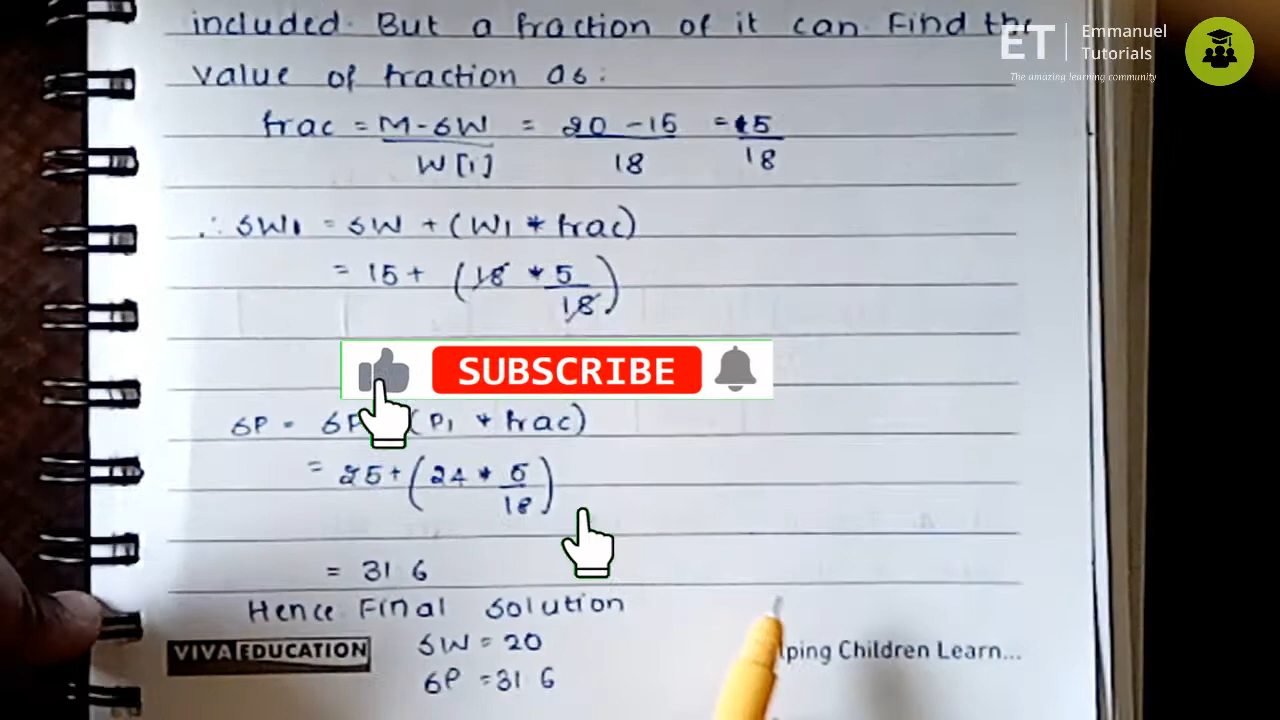 included. But a fraction of it can. Find the
value of fraction as:
frac = M-SW / W[1] = 20 - 15 / 18 = 5 / 18
∴ SW1 = SW + (W1 * frac)
= 15 + (18 * 5 / 18)
SUBSCRIBE
SP = SP (P1 * frac)
= 25 + (24 * 5 / 18)
= 31 6
Hence Final solution
SW = 20
SP = 31 6
VIVA EDUCATION
lping Children Learn...
ET Emmanuel Tutorials
The amazing learning community